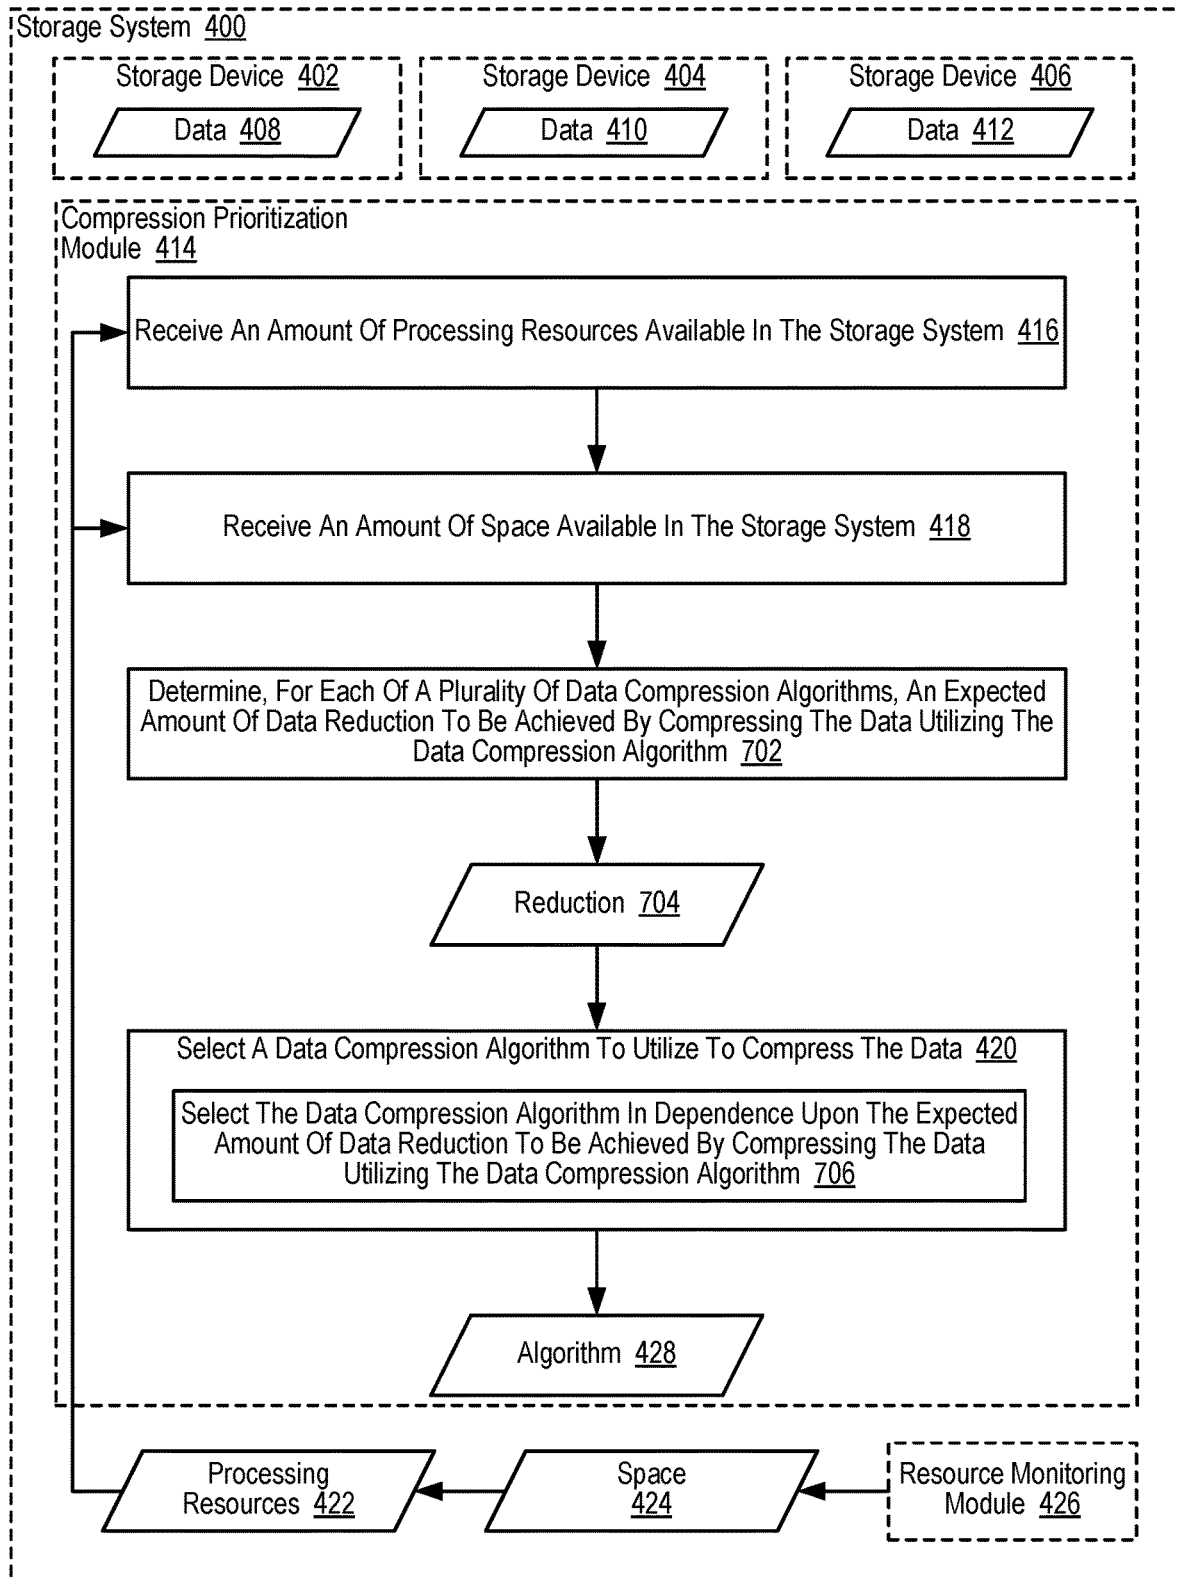 Storage System 400
Storage Device 402
Storage Device 404
Storage Device 406
Data 408
Data 410
Data 412
Compression Prioritization
Module 414
Receive An Amount Of Processing Resources Available In The Storage System 416
Receive An Amount Of Space Available In The Storage System 418
Determine, For Each Of A Plurality Of Data Compression Algorithms, An Expected
Amount Of Data Reduction To Be Achieved By Compressing The Data Utilizing The
Data Compression Algorithm 702
Reduction 704
Select A Data Compression Algorithm To Utilize To Compress The Data 420
Select The Data Compression Algorithm In Dependence Upon The Expected
Amount Of Data Reduction To Be Achieved By Compressing The Data
Utilizing The Data Compression Algorithm 706
Algorithm 428
Processing
Resources 422
Space
424
Resource Monitoring
Module 426